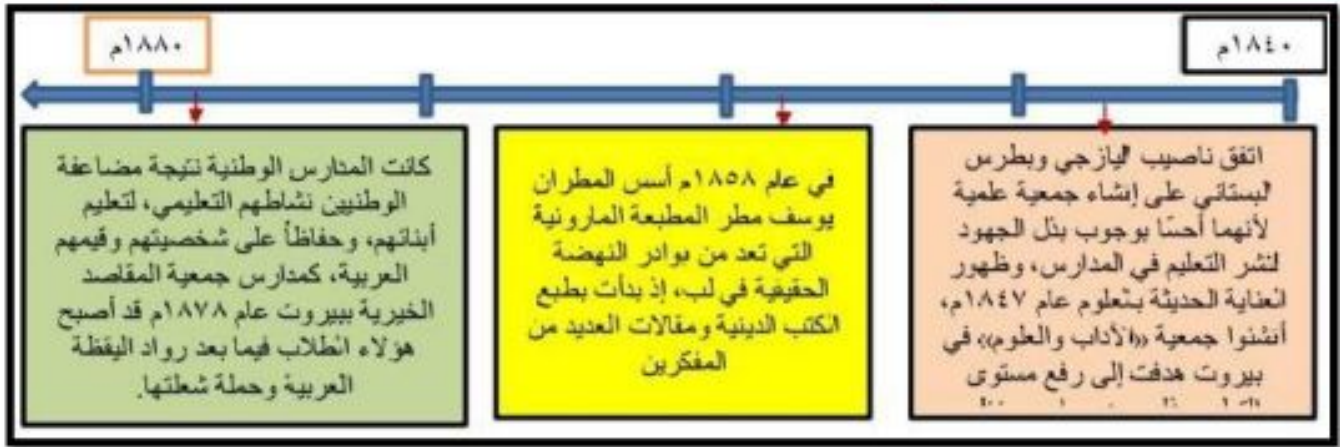 ١٨٤٠م
١٨٨٠م
اتفق ناصيب اليازجي وبطرس
البستاني على إنشاء جمعية علمية
لأنهما أحسّا بوجوب بذل الجهود
لنشر التعليم في المدارس، وظهور
العناية الحديثة بالعلوم عام ١٨٤٧م،
أنشئوا جمعية «الآداب والعلوم»، في
بيروت هدفت إلى رفع مستوى
في عام ١٨٥٨م أسس المطران
يوسف مطر المطبعة المارونية
التي تعد من بوادر النهضة
الحقيقية في لب، إذ بدأت بطبع
الكتب الدينية ومقالات العديد من
المفكرين
كانت المدارس الوطنية نتيجة مضاعفة
الوطنيين نشاطهم التعليمي، لتعليم
أبنائهم، وحفاظاً على شخصيتهم وقيمهم
العربية، كمدارس جمعية المقاصد
الخيرية ببيروت عام ١٨٧٨م قد أصبح
هؤلاء الطلاب فيما بعد رواد اليقظة
العربية وحملة شعلتها.